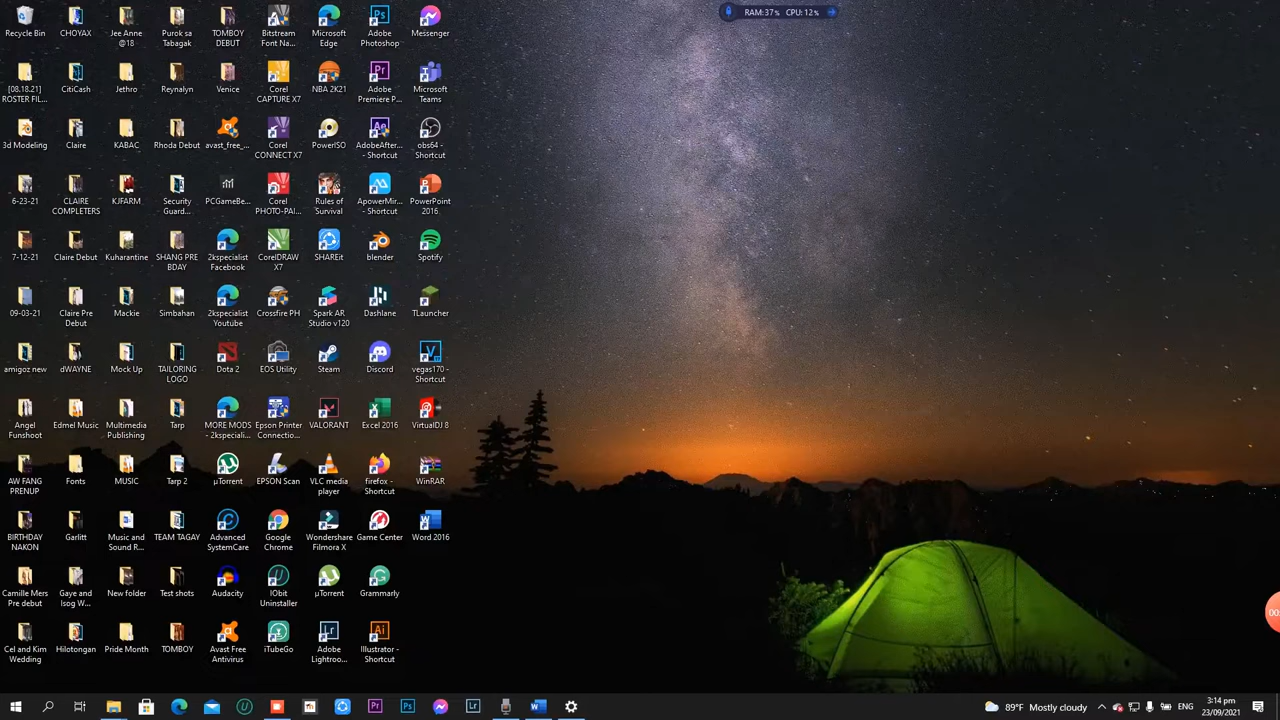 RAM: 37% CPU: 12%
Recycle Bin
CHOYAX
Jee Anne
@18
Purok sa
Tabagak
TOMBOY
DEBUT
Bitstream
Font Na...
Microsoft
Edge
Adobe
Photoshop
Messenger
[08.18.21]
ROSTER FIL...
CitiCash
Jethro
Reynalyn
Venice
Corel
CAPTURE X7
NBA 2K21
Adobe
Premiere P...
Microsoft
Teams
3d Modeling
Claire
KABAC
Rhoda Debut
avast_free_...
Corel
CONNECT X7
PowerISO
AdobeAfter...
- Shortcut
obs64 -
Shortcut
6-23-21
CLAIRE
COMPLETERS
KJFARM
Security
Guard...
PCGameBe...
Corel
PHOTO-PAI...
Rules of
Survival
ApowerMir...
- Shortcut
PowerPoint
2016
7-12-21
Claire Debut
Kuharantine
SHANG PRE
BDAY
2kspecialist
Facebook
CorelDRAW
X7
SHAREit
blender
Spotify
09-03-21
Claire Pre
Debut
Mackie
Simbahan
2kspecialist
Youtube
Crossfire PH
Spark AR
Studio v120
Dashlane
TLauncher
amigoz new
dWAYNE
Mock Up
TAILORING
LOGO
Dota 2
EOS Utility
Steam
Discord
vegas170 -
Shortcut
Angel
Funshoot
Edmel Music
Multimedia
Publishing
Tarp
MORE MODS
- 2kspeciali...
Epson Printer
Connectio...
VALORANT
Excel 2016
VirtualDJ 8
AW FANG
PRENUP
Fonts
MUSIC
Tarp 2
µTorrent
EPSON Scan
VLC media
player
firefox -
Shortcut
WinRAR
BIRTHDAY
NAKON
Garlitt
Music and
Sound R...
TEAM TAGAY
Advanced
SystemCare
Google
Chrome
Wondershare
Filmora X
Game Center
Word 2016
Camille Mers
Pre debut
Gaye and
Isog W...
New folder
Test shots
Audacity
IObit
Uninstaller
µTorrent
Grammarly
Cel and Kim
Wedding
Hilotongan
Pride Month
TOMBOY
Avast Free
Antivirus
iTubeGo
Adobe
Lightroo...
Illustrator -
Shortcut
00:
89°F Mostly cloudy
ENG
3:14 pm
23/09/2021